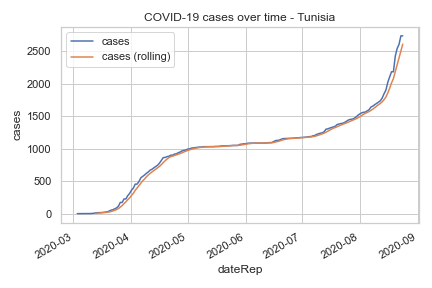 COVID-19 cases over time - Tunisia
cases
cases (rolling)
2500
2000
1500
1000
500
0
cases
2020-03
2020-04
2020-05
2020-06
2020-07
2020-08
2020-09
dateRep